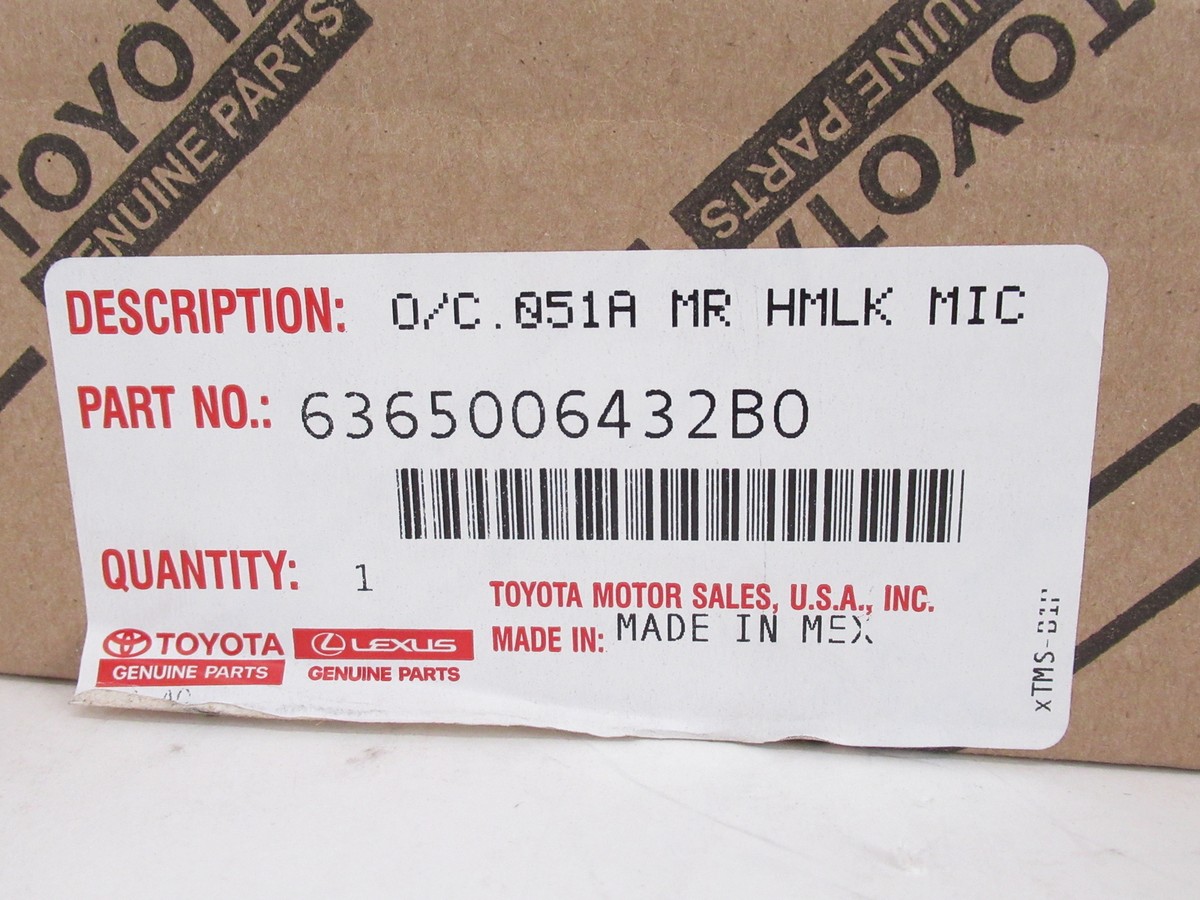 TOYOTA
GENUINE PARTS
GENUINE PARTS
TOYOTA
DESCRIPTION: O/C.051A MR HMLK MIC
PART NO.: 6365006432B0
QUANTITY: 1
TOYOTA MOTOR SALES, U.S.A., INC.
MADE IN: MADE IN MEX
TOYOTA
GENUINE PARTS
LEXUS
GENUINE PARTS